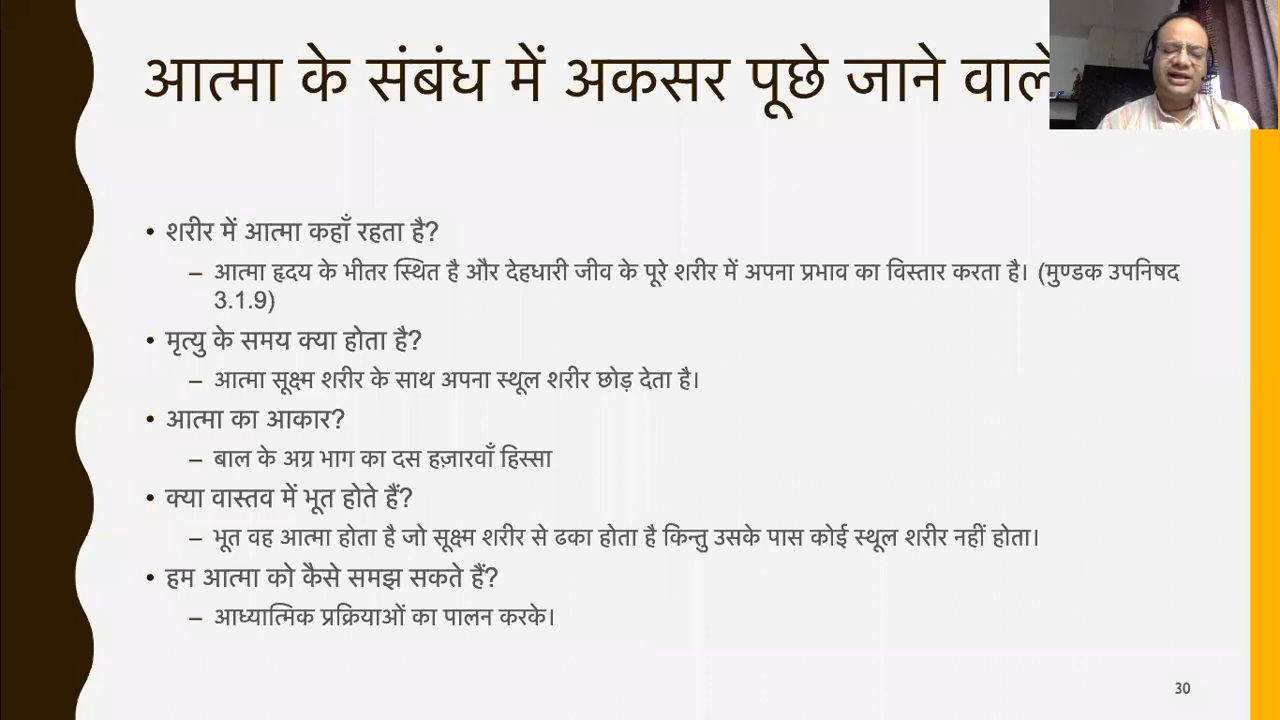 आत्मा के संबंध में अकसर पूछे जाने वाले
• शरीर में आत्मा कहाँ रहता है?
– आत्मा हृदय के भीतर स्थित है और देहधारी जीव के पूरे शरीर में अपना प्रभाव का विस्तार करता है। (मुण्डक उपनिषद
3.1.9)
• मृत्यु के समय क्या होता है?
– आत्मा सूक्ष्म शरीर के साथ अपना स्थूल शरीर छोड़ देता है।
• आत्मा का आकार?
– बाल के अग्र भाग का दस हज़ारवाँ हिस्सा
• क्या वास्तव में भूत होते हैं?
– भूत वह आत्मा होता है जो सूक्ष्म शरीर से ढका होता है किन्तु उसके पास कोई स्थूल शरीर नहीं होता।
• हम आत्मा को कैसे समझ सकते हैं?
– आध्यात्मिक प्रक्रियाओं का पालन करके।
30